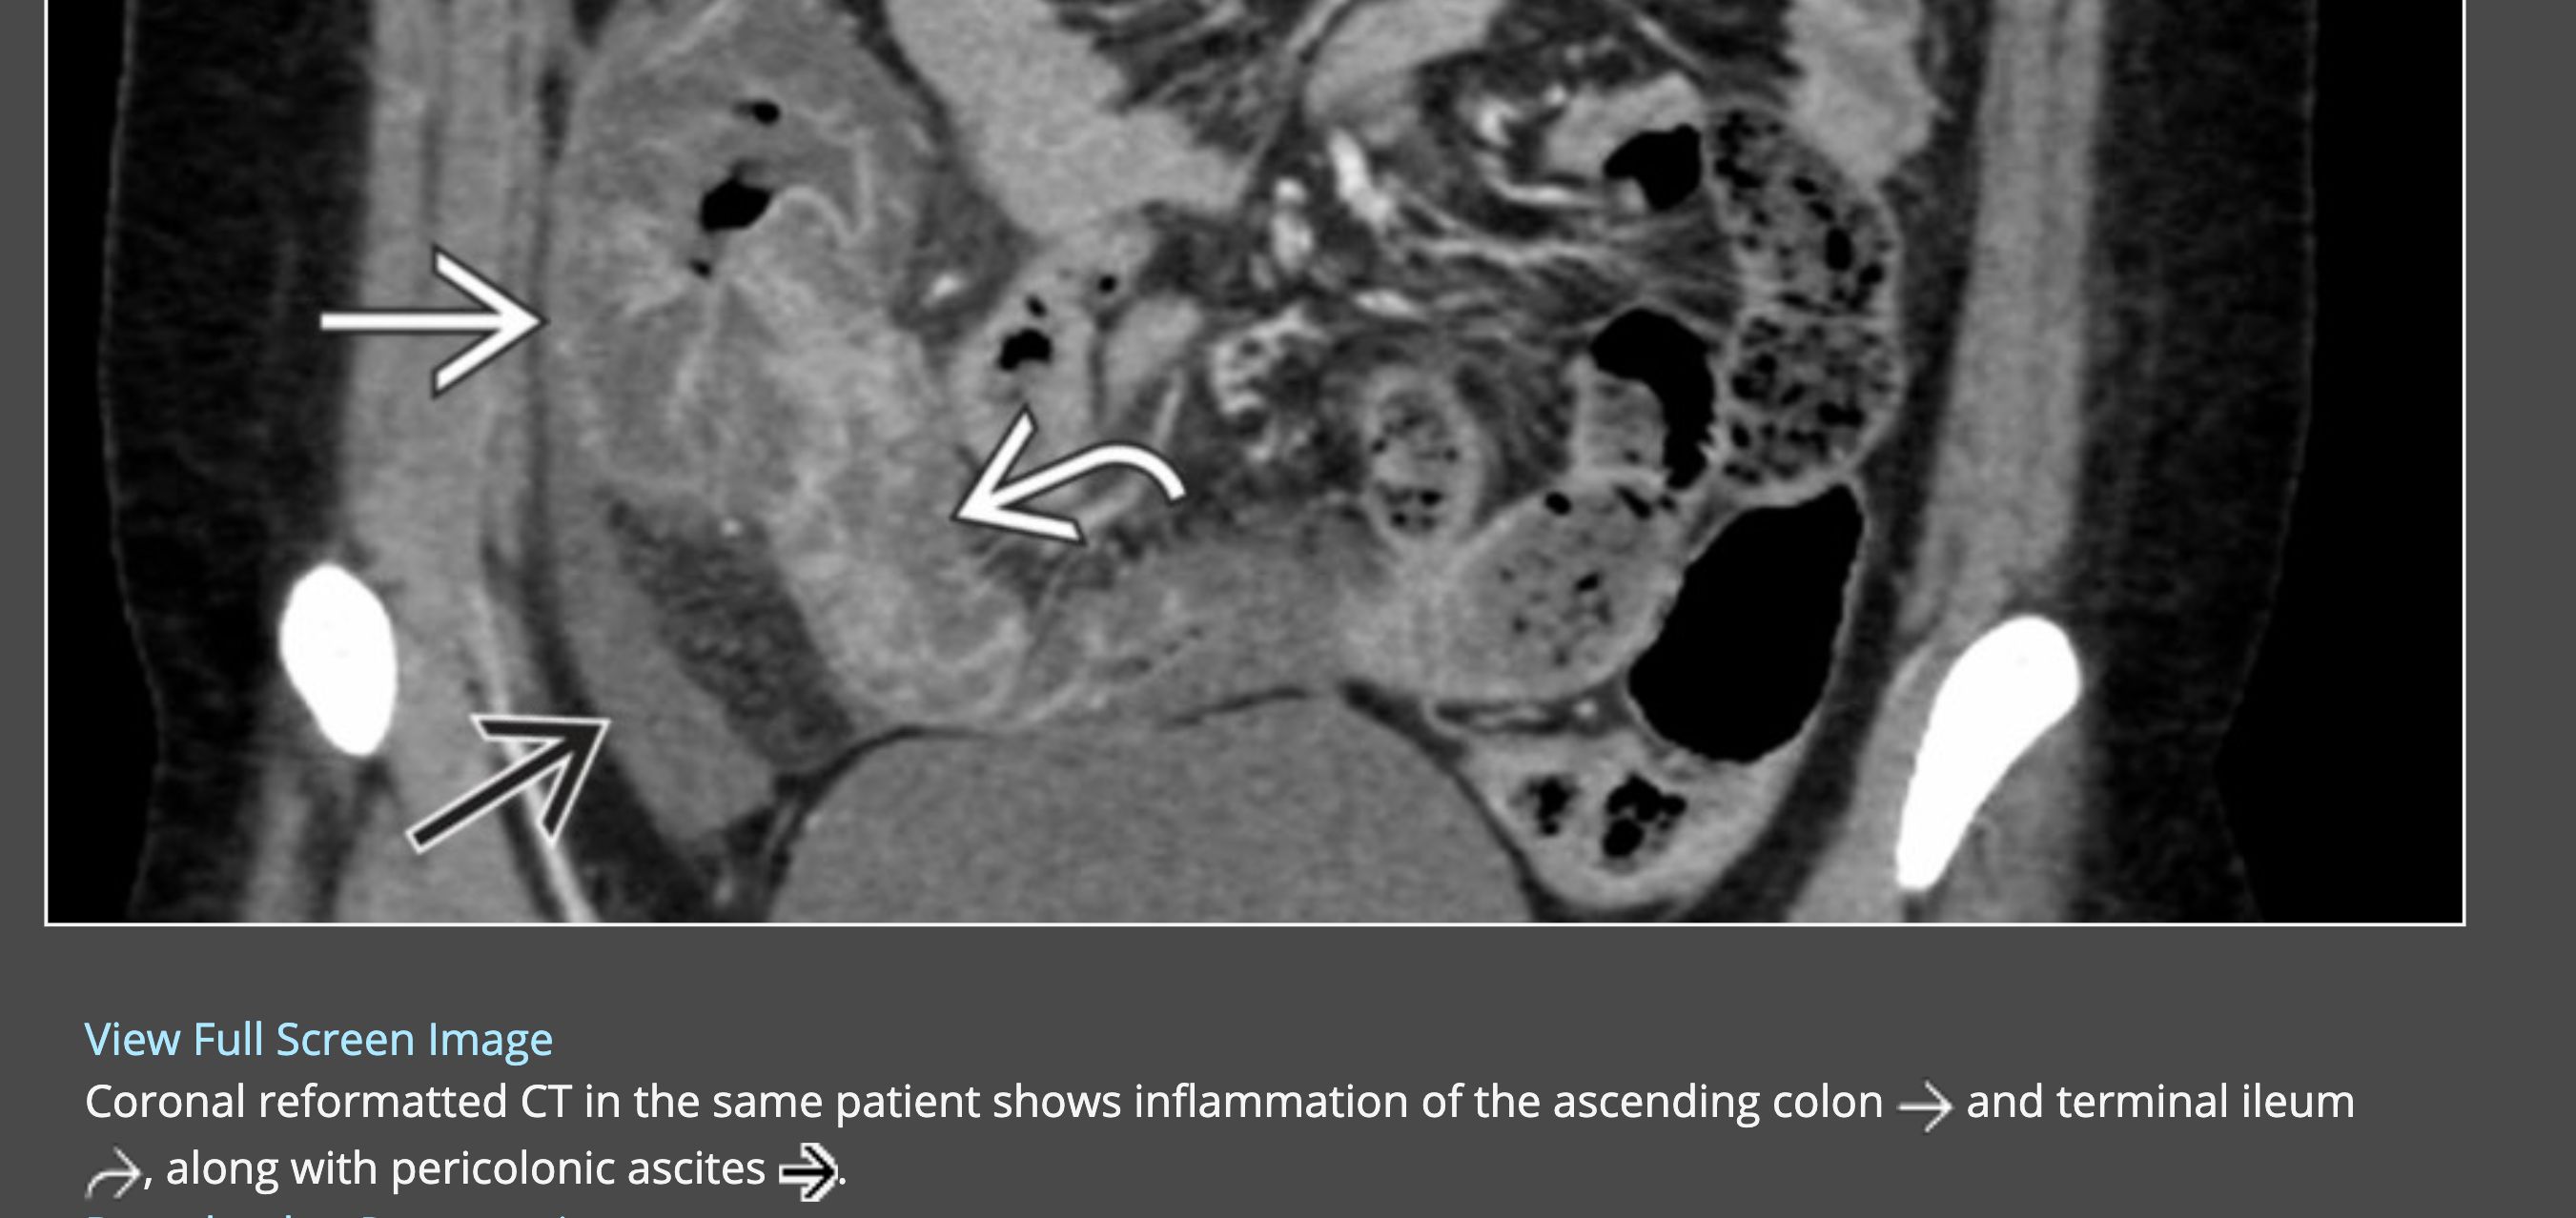 View Full Screen Image
Coronal reformatted CT in the same patient shows inflammation of the ascending colon → and terminal ileum
↷, along with pericolonic ascites ➔.